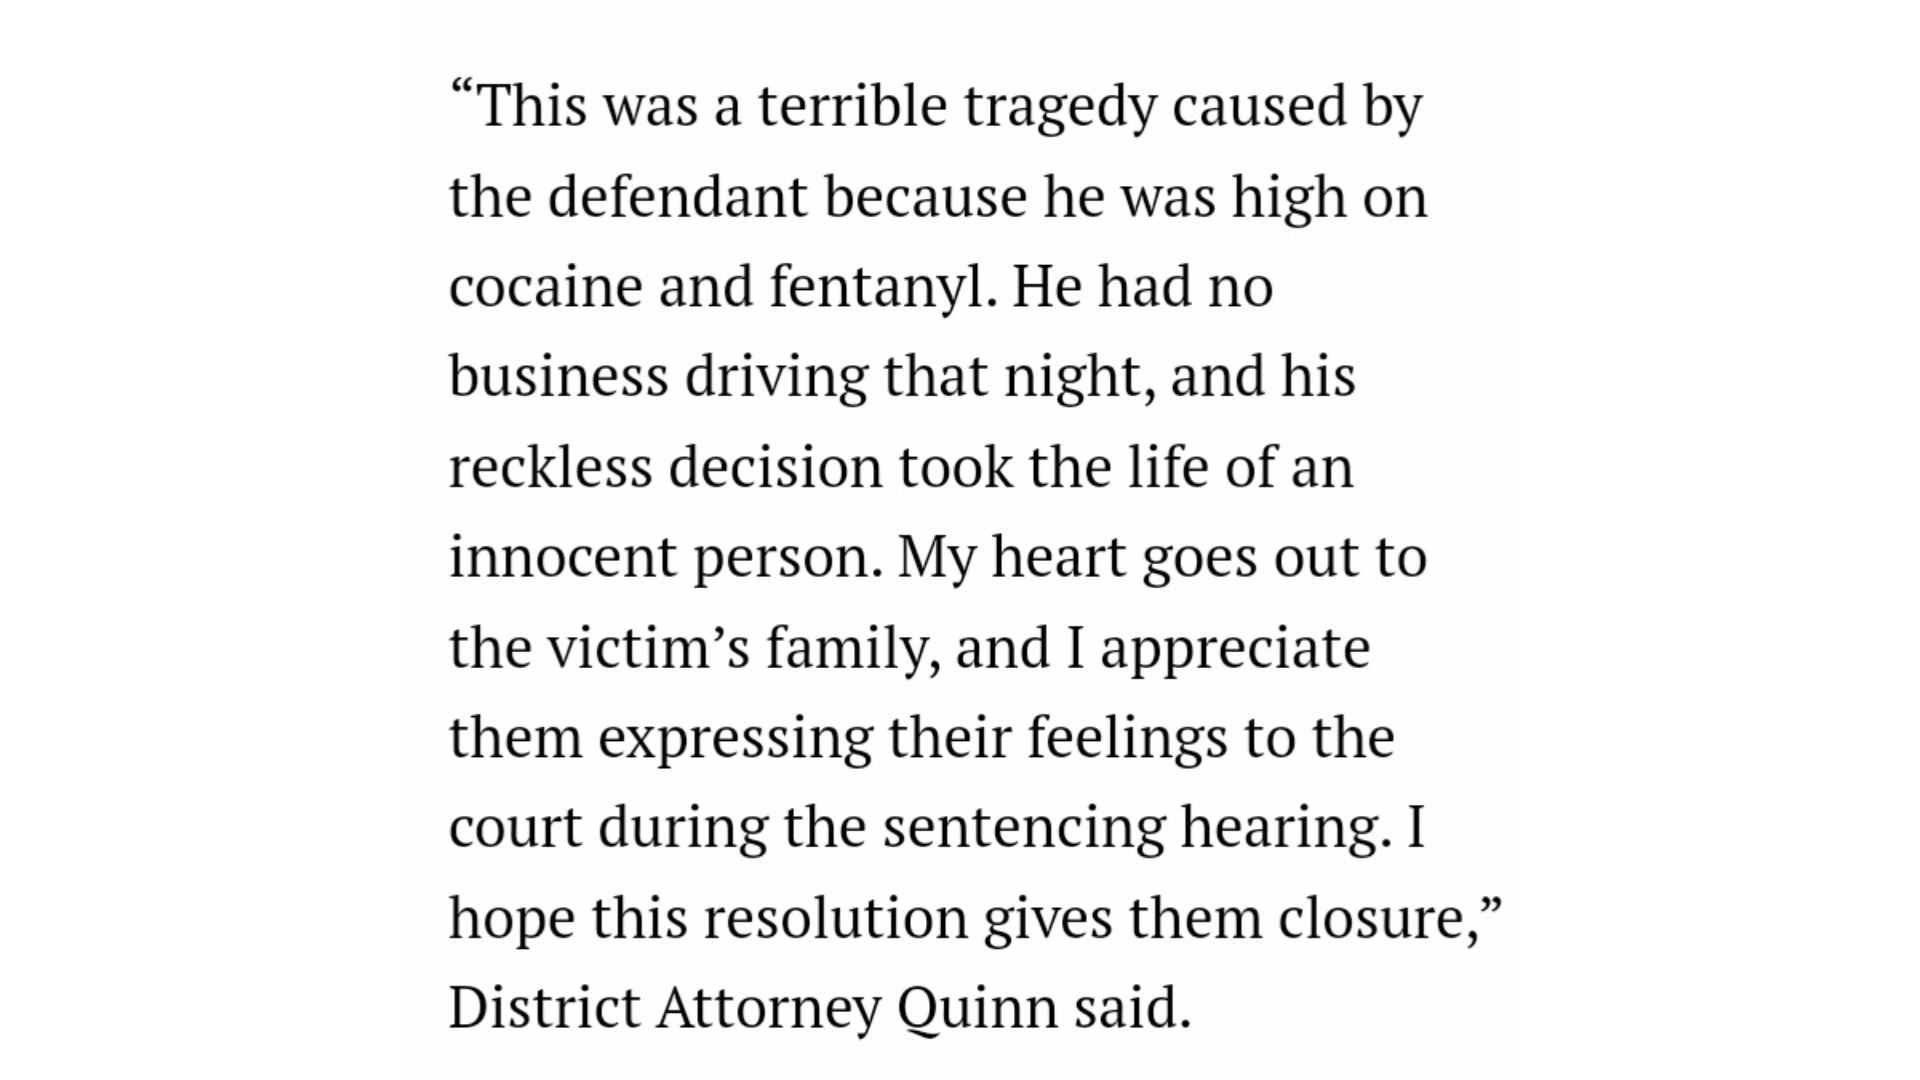 “This was a terrible tragedy caused by
the defendant because he was high on
cocaine and fentanyl. He had no
business driving that night, and his
reckless decision took the life of an
innocent person. My heart goes out to
the victim’s family, and I appreciate
them expressing their feelings to the
court during the sentencing hearing. I
hope this resolution gives them closure,”
District Attorney Quinn said.